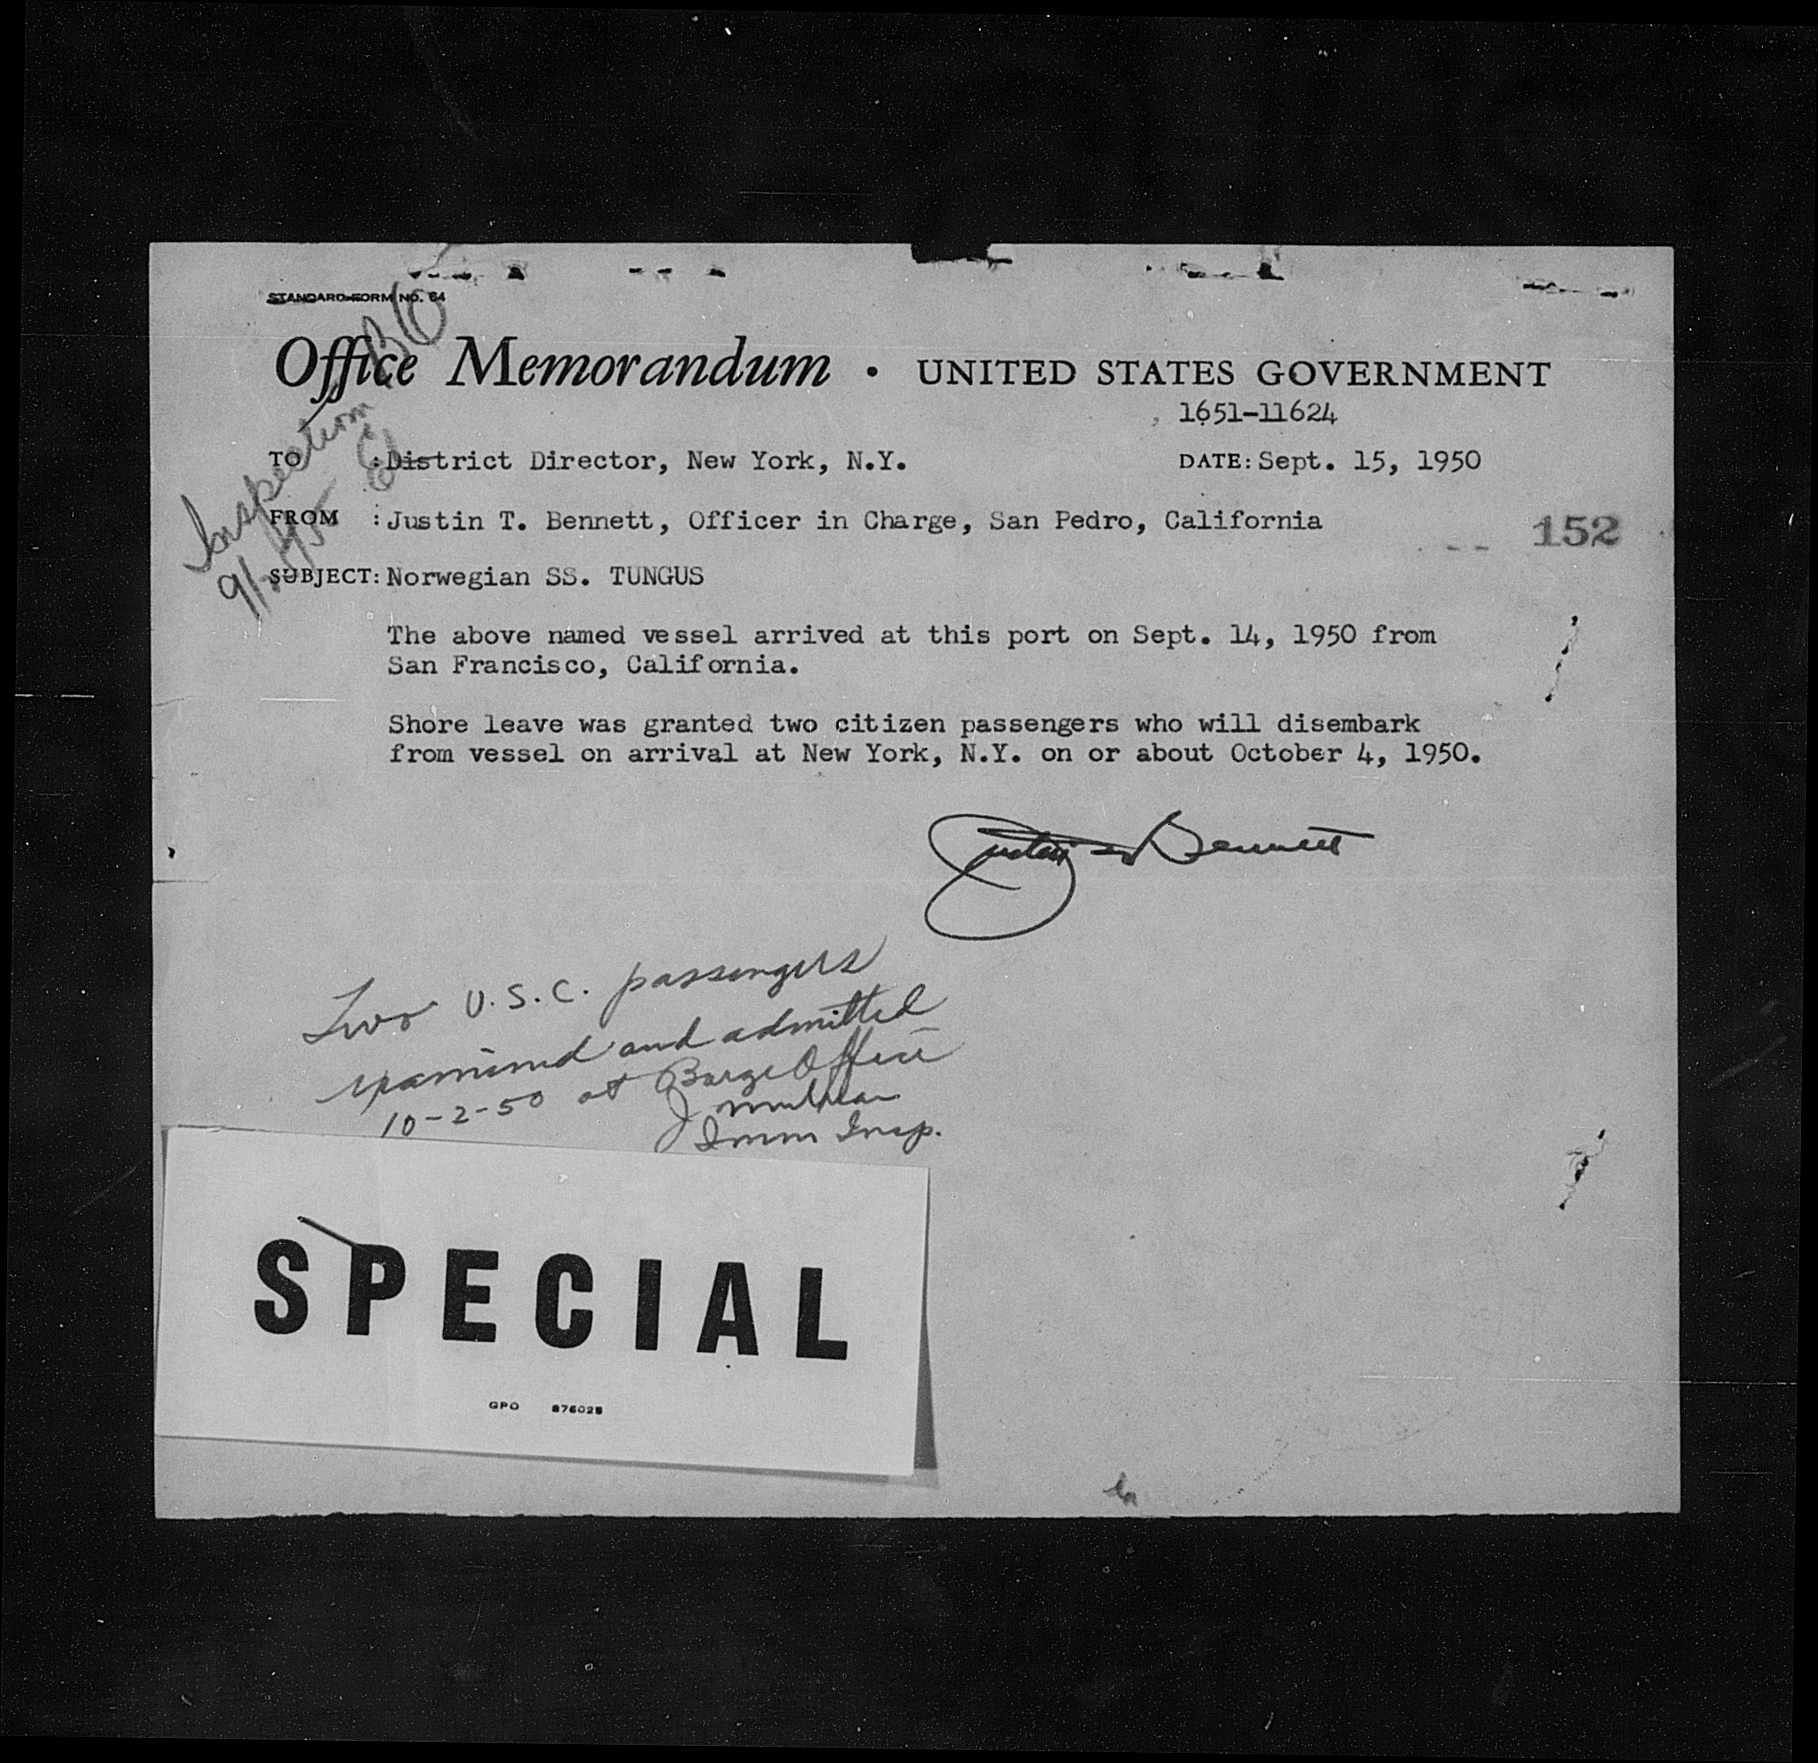 STANDARD FORM NO. 64
Office Memorandum • UNITED STATES GOVERNMENT
1651-11624
TO : District Director, New York, N.Y. DATE: Sept. 15, 1950
FROM : Justin T. Bennett, Officer in Charge, San Pedro, California
152
SUBJECT: Norwegian SS. TUNGUS
Inspection BO
The above named vessel arrived at this port on Sept. 14, 1950 from
San Francisco, California.
Shore leave was granted two citizen passengers who will disembark
from vessel on arrival at New York, N.Y. on or about October 4, 1950.
Justin T Bennett
Two U.S.C. passengers
examined and admitted
10-2-50 at Barge Office
Imm Insp.
SPECIAL
GPO 876025